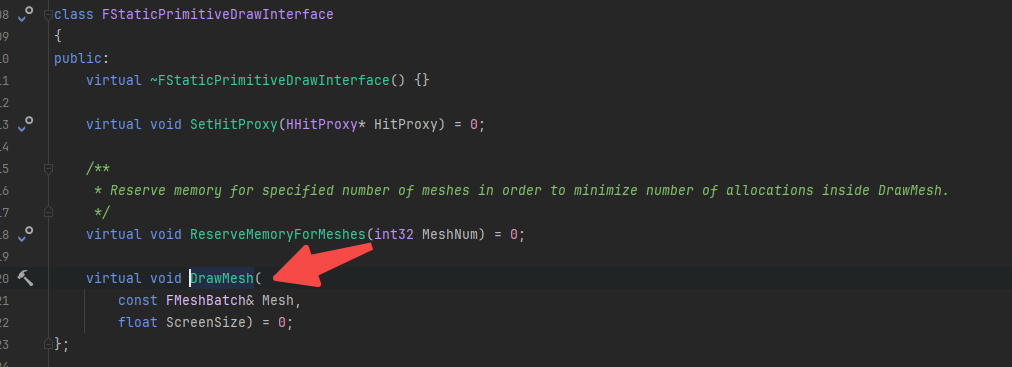 08 class FStaticPrimitiveDrawInterface
09 {
10 public:
11 virtual ~FStaticPrimitiveDrawInterface() {}
12
13 virtual void SetHitProxy(HHitProxy* HitProxy) = 0;
14
15 /**
16 * Reserve memory for specified number of meshes in order to minimize number of allocations inside DrawMesh.
17 */
18 virtual void ReserveMemoryForMeshes(int32 MeshNum) = 0;
19
20 virtual void DrawMesh(
21 const FMeshBatch& Mesh,
22 float ScreenSize) = 0;
23 };